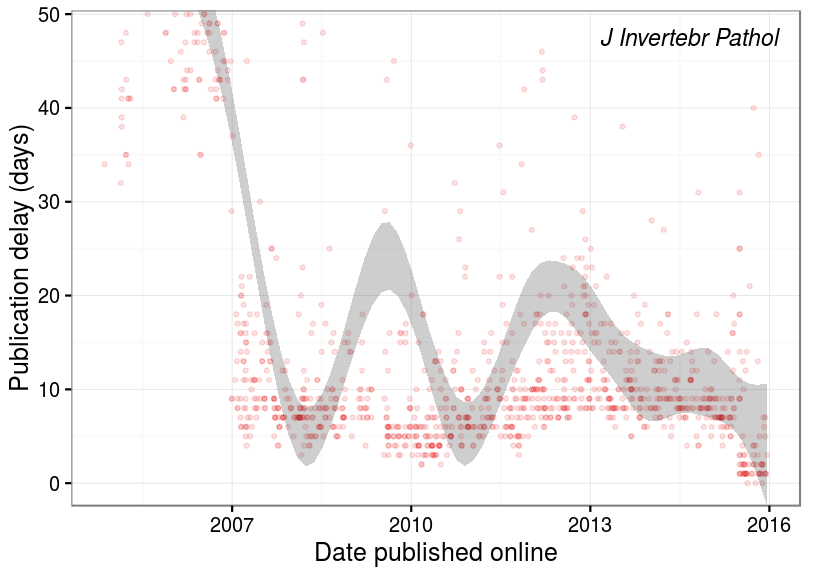 J Invertebr Pathol
Publication delay (days)
50
40
30
20
10
0
2007 2010 2013 2016
Date published online